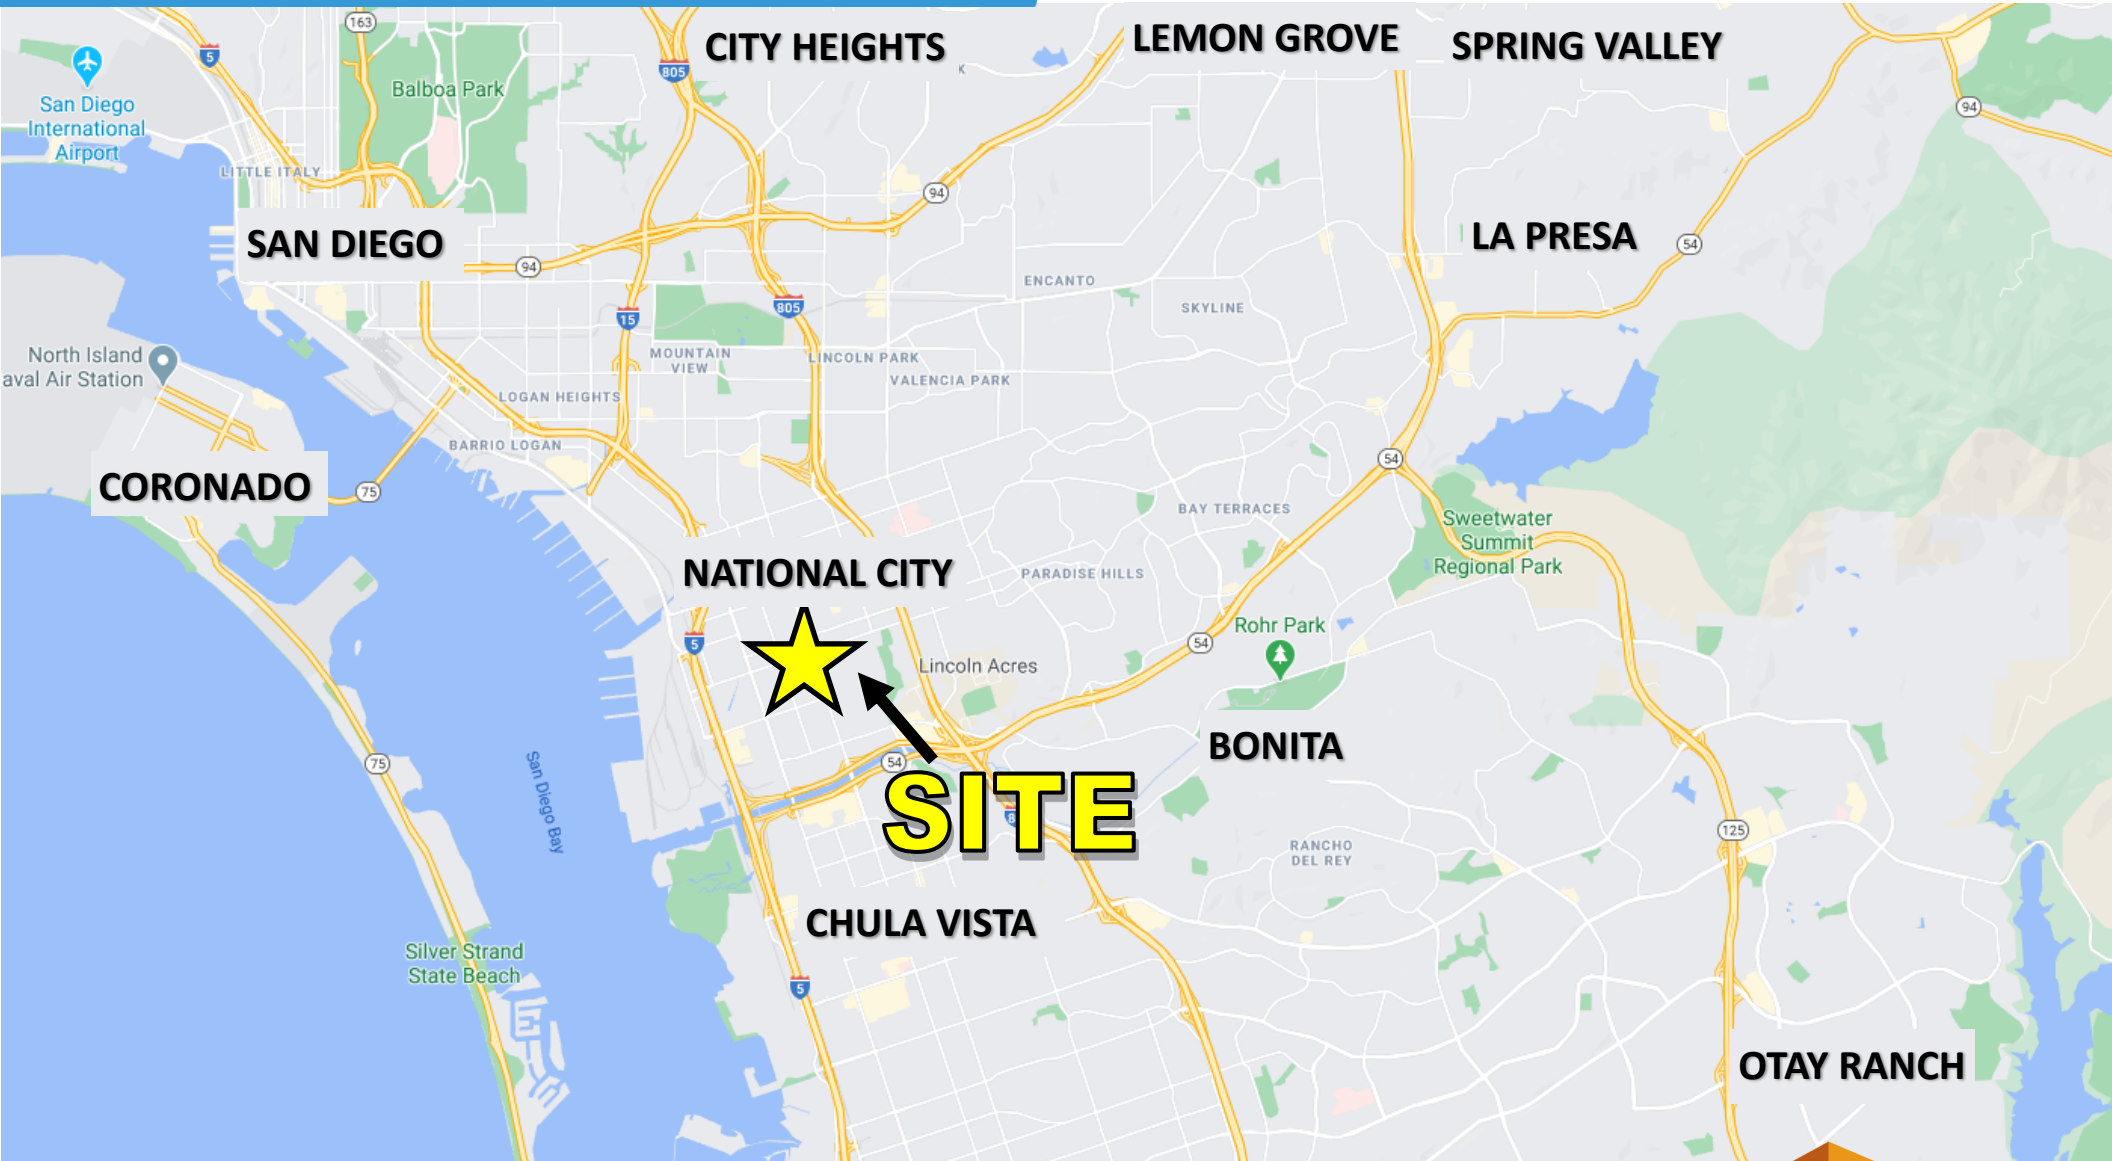 163
5
CITY HEIGHTS
LEMON GROVE
SPRING VALLEY
805
Balboa Park
San Diego
International
Airport
94
LITTLE ITALY
94
SAN DIEGO
LA PRESA
54
94
ENCANTO
SKYLINE
805
15
North Island
aval Air Station
MOUNTAIN
VIEW
LINCOLN PARK
VALENCIA PARK
LOGAN HEIGHTS
BARRIO LOGAN
54
CORONADO
75
BAY TERRACES
Sweetwater
Summit
Regional Park
NATIONAL CITY
PARADISE HILLS
5
54
Rohr Park
Lincoln Acres
BONITA
75
54
San Diego Bay
SITE
8
125
RANCHO
DEL REY
CHULA VISTA
Silver Strand
State Beach
5
OTAY RANCH